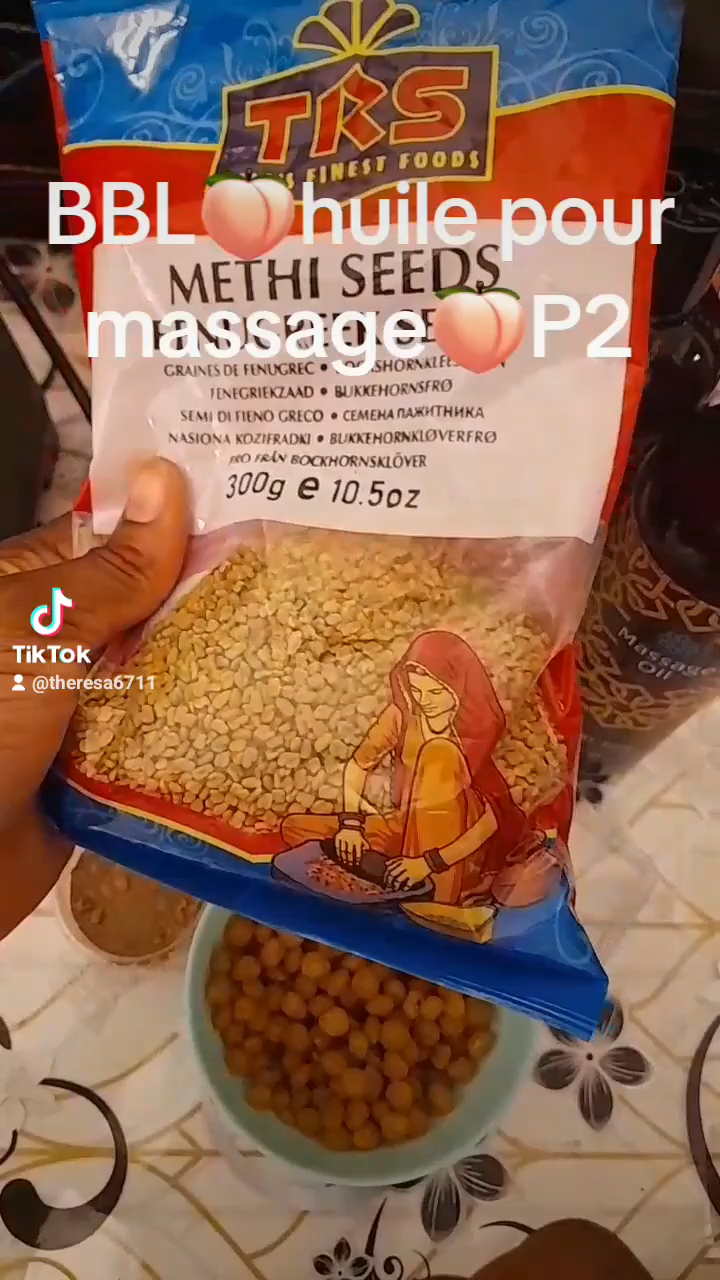 TRS
FINEST FOODS
BBL🍑huile pour
massage🍑P2
METHI SEEDS
GRAINES DE FENUGREC •
FENEGRIEKZAAD • BUKKEHORNSFRØ
SEMI DI FIENO GRECO • СЕМЕНА ПАЖИТНИКА
NASIONA KOZIERADKI • BUKKEHORNKLØVERFRØ
FRÖ FRÅN BOCKHORNSKLÖVER
300g e 10.5oz
TikTok
@theresa6711
Massage
Oil